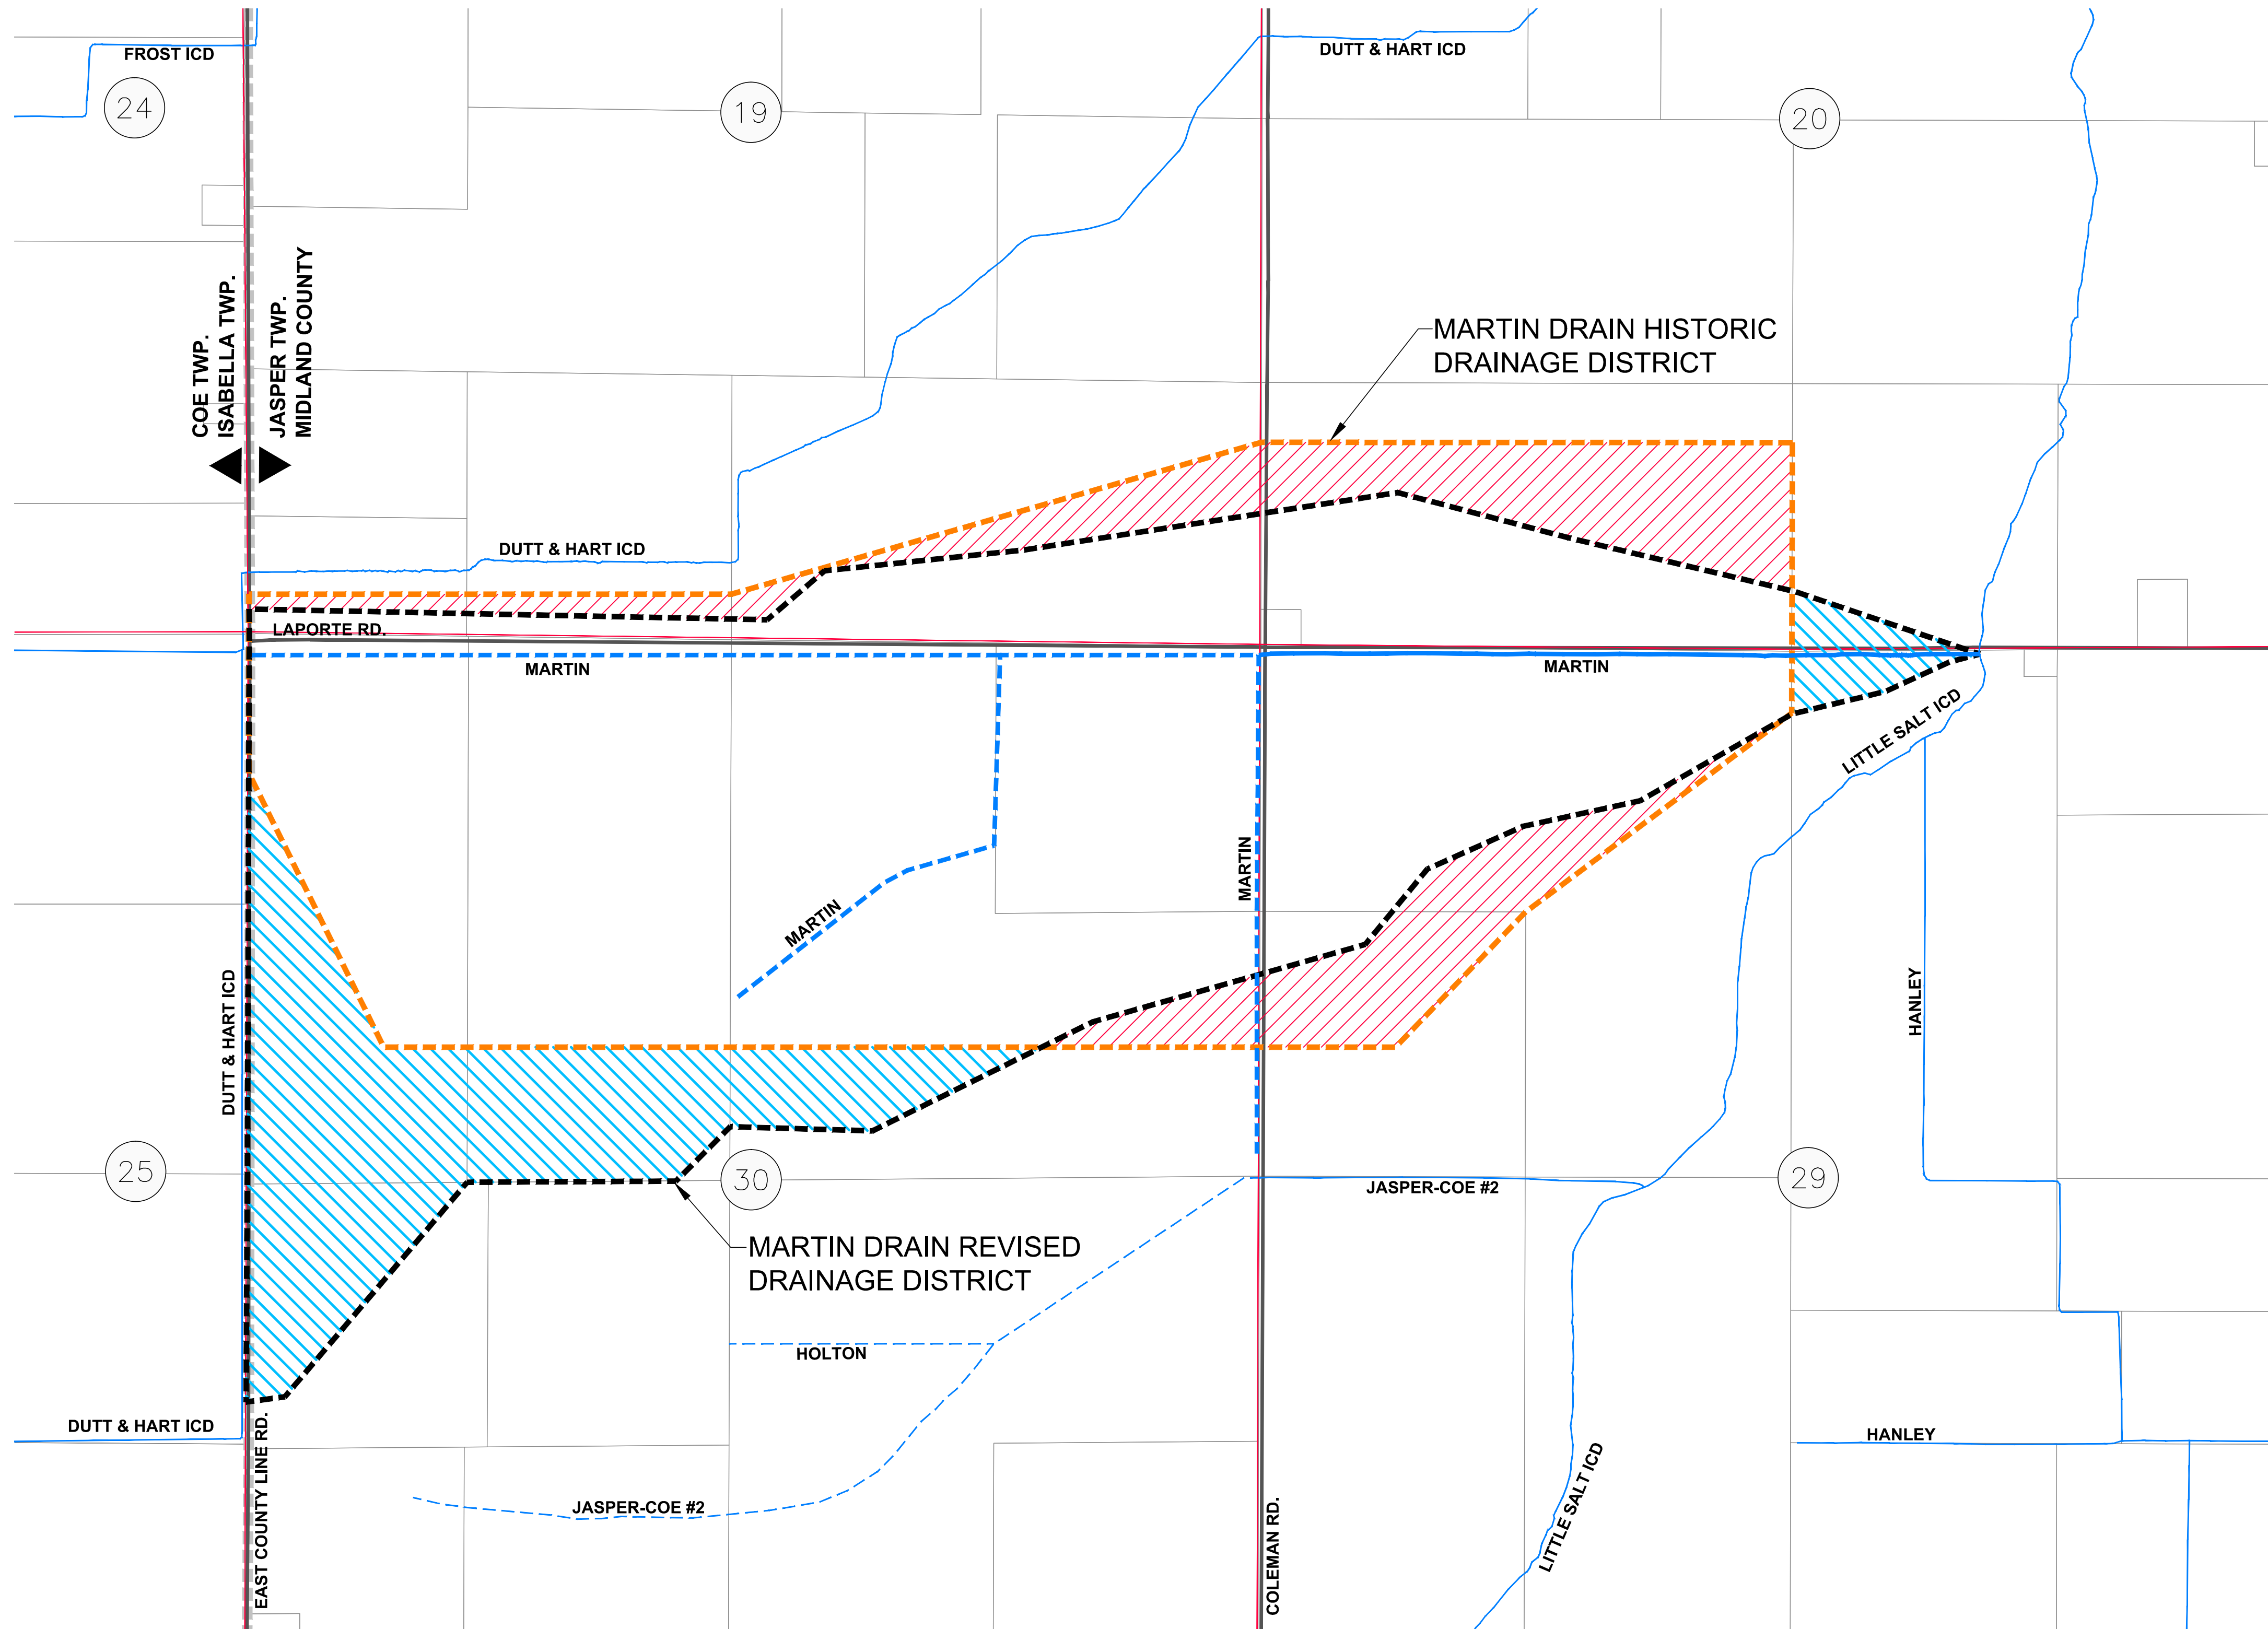 FROST ICD
DUTT & HART ICD
24
19
20
COE TWP.
ISABELLA TWP.
JASPER TWP.
MIDLAND COUNTY
MARTIN DRAIN HISTORIC
DRAINAGE DISTRICT
DUTT & HART ICD
LAPORTE RD.
MARTIN
MARTIN
LITTLE SALT ICD
MARTIN
MARTIN
DUTT & HART ICD
HANLEY
25
30
29
JASPER-COE #2
MARTIN DRAIN REVISED
DRAINAGE DISTRICT
HOLTON
DUTT & HART ICD
EAST COUNTY LINE RD.
HANLEY
JASPER-COE #2
COLEMAN RD.
LITTLE SALT ICD